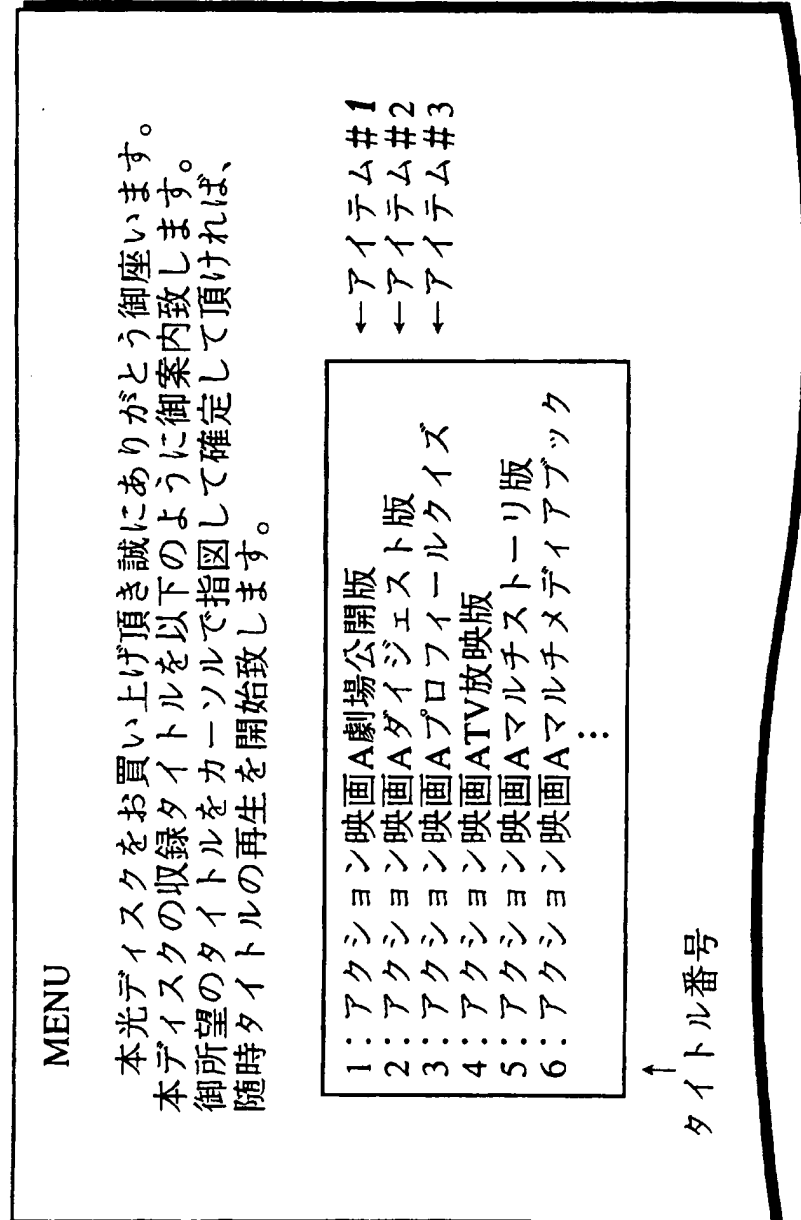 MENU
本光ディスクをお買い上げ頂き誠にありがとう御座います。
本ディスクの収録タイトルを以下のように御案内致します。
御所望のタイトルをカーソルで指図して確定して頂ければ、
随時タイトルの再生を開始致します。
1:アクション映画A劇場公開版 ←アイテム#1
2:アクション映画Aダイジェスト版 ←アイテム#2
3:アクション映画Aプロフィールクイズ ←アイテム#3
4:アクション映画ATV放映版
5:アクション映画Aマルチストーリ版
6:アクション映画Aマルチメディアブック
⋮
↑
タイトル番号